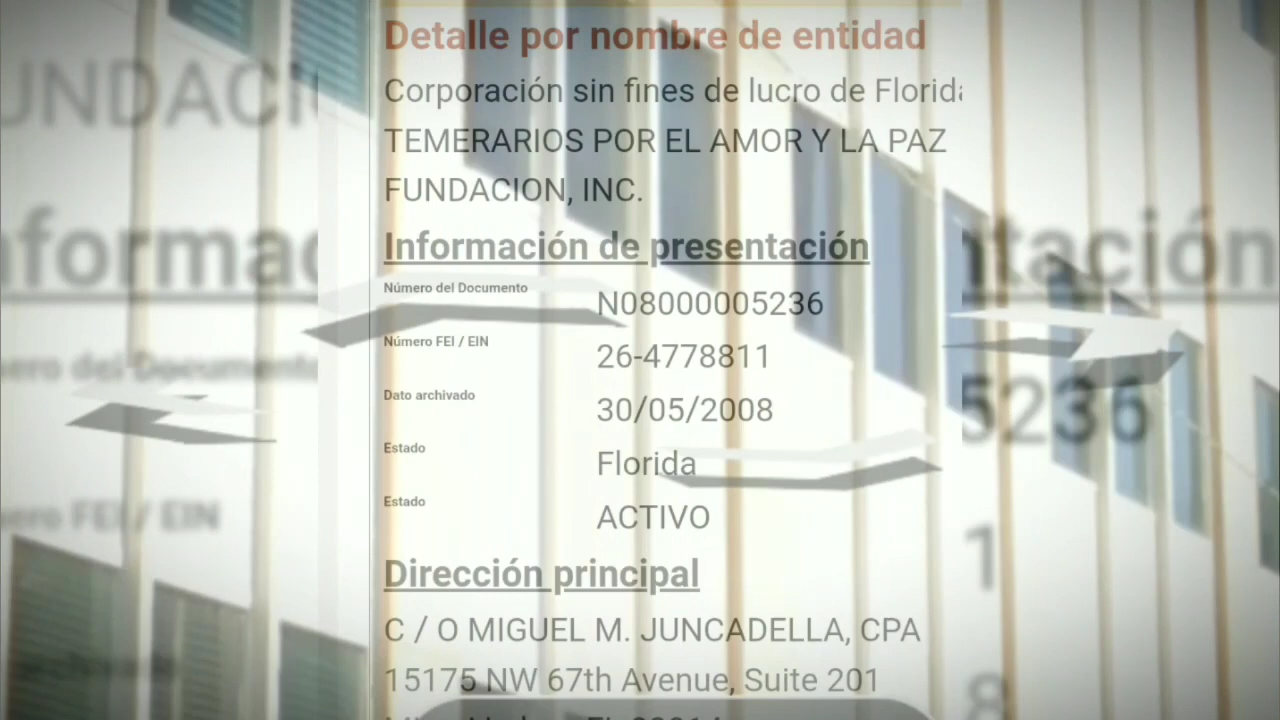 Detalle por nombre de entidad
Corporación sin fines de lucro de Florida
TEMERARIOS POR EL AMOR Y LA PAZ
FUNDACION, INC.
Información de presentación
Número del Documento
N08000005236
Número FEI / EIN
26-4778811
Dato archivado
30/05/2008
Estado
Florida
Estado
ACTIVO
Dirección principal
C / O MIGUEL M. JUNCADELLA, CPA
15175 NW 67th Avenue, Suite 201